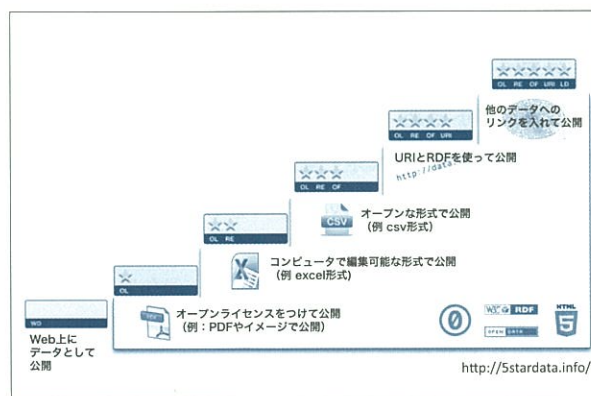 OL RE OF URI LD
他のデータへの
リンクを入れて公開
OL RE OF URI
URIとRDFを使って公開
http://data
OL RE OF
CSV
オープンな形式で公開
(例 csv形式)
OL RE
X
コンピュータで編集可能な形式で公開
(例 excel形式)
OL
オープンライセンスをつけて公開
(例：PDFやイメージで公開)
WO
Web上に
データとして
公開
0
W3C RDF
OPEN DATA
HTML
5
http://5stardata.info/